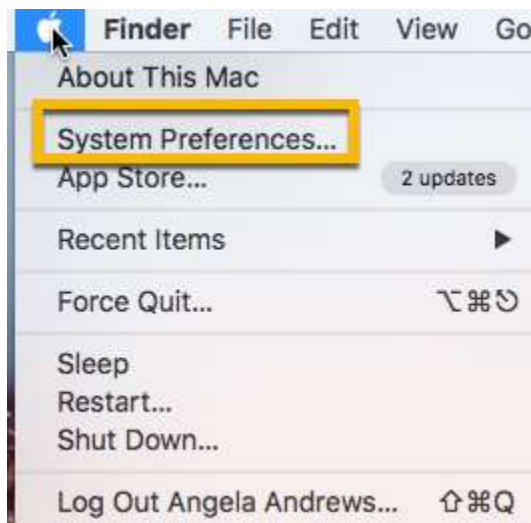 Finder File Edit View Go
About This Mac
System Preferences...
App Store... 2 updates
Recent Items ▶
Force Quit... ⌥⌘⎋
Sleep
Restart...
Shut Down...
Log Out Angela Andrews... ⇧⌘Q